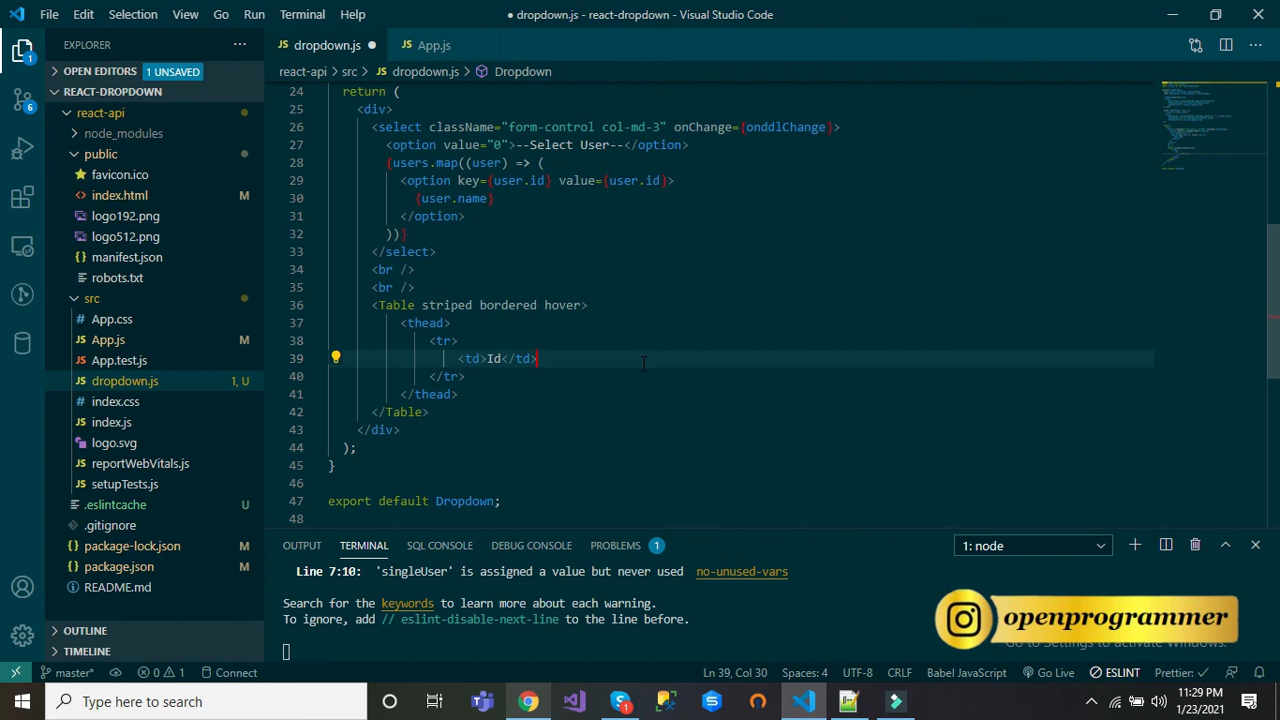 File Edit Selection View Go Run Terminal Help
● dropdown.js - react-dropdown - Visual Studio Code
EXPLORER
OPEN EDITORS 1 UNSAVED
REACT-DROPDOWN
react-api
node_modules
public
favicon.ico
index.html
logo192.png
logo512.png
manifest.json
robots.txt
src
App.css
App.js M
App.test.js
dropdown.js 1, U
index.css
index.js
logo.svg
reportWebVitals.js
setupTests.js
.eslintcache U
.gitignore
package-lock.json M
package.json M
README.md
OUTLINE
TIMELINE
1
6
JS dropdown.js ● JS App.js
react-api > src > JS dropdown.js > Dropdown
24 return (
25 <div>
26 <select className="form-control col-md-3" onChange={onddlChange}>
27 <option value="0">--Select User--</option>
28 {users.map((user) => (
29 <option key={user.id} value={user.id}>
30 {user.name}
31 </option>
32 ))}
33 </select>
34 <br />
35 <br />
36 <Table striped bordered hover>
37 <thead>
38 <tr>
39 <td>Id</td>
40 </tr>
41 </thead>
42 </Table>
43 </div>
44 );
45 }
46
47 export default Dropdown;
48
OUTPUT TERMINAL SQL CONSOLE DEBUG CONSOLE PROBLEMS 1
1: node
Line 7:10: 'singleUser' is assigned a value but never used no-unused-vars
Search for the keywords to learn more about each warning.
To ignore, add // eslint-disable-next-line to the line before.
openprogrammer
Go to Settings to activate Windows.
master* 0 1 Connect
Ln 39, Col 30 Spaces: 4 UTF-8 CRLF Babel JavaScript Go Live ESLINT Prettier: ✓
Type here to search
1
11:29 PM
1/23/2021